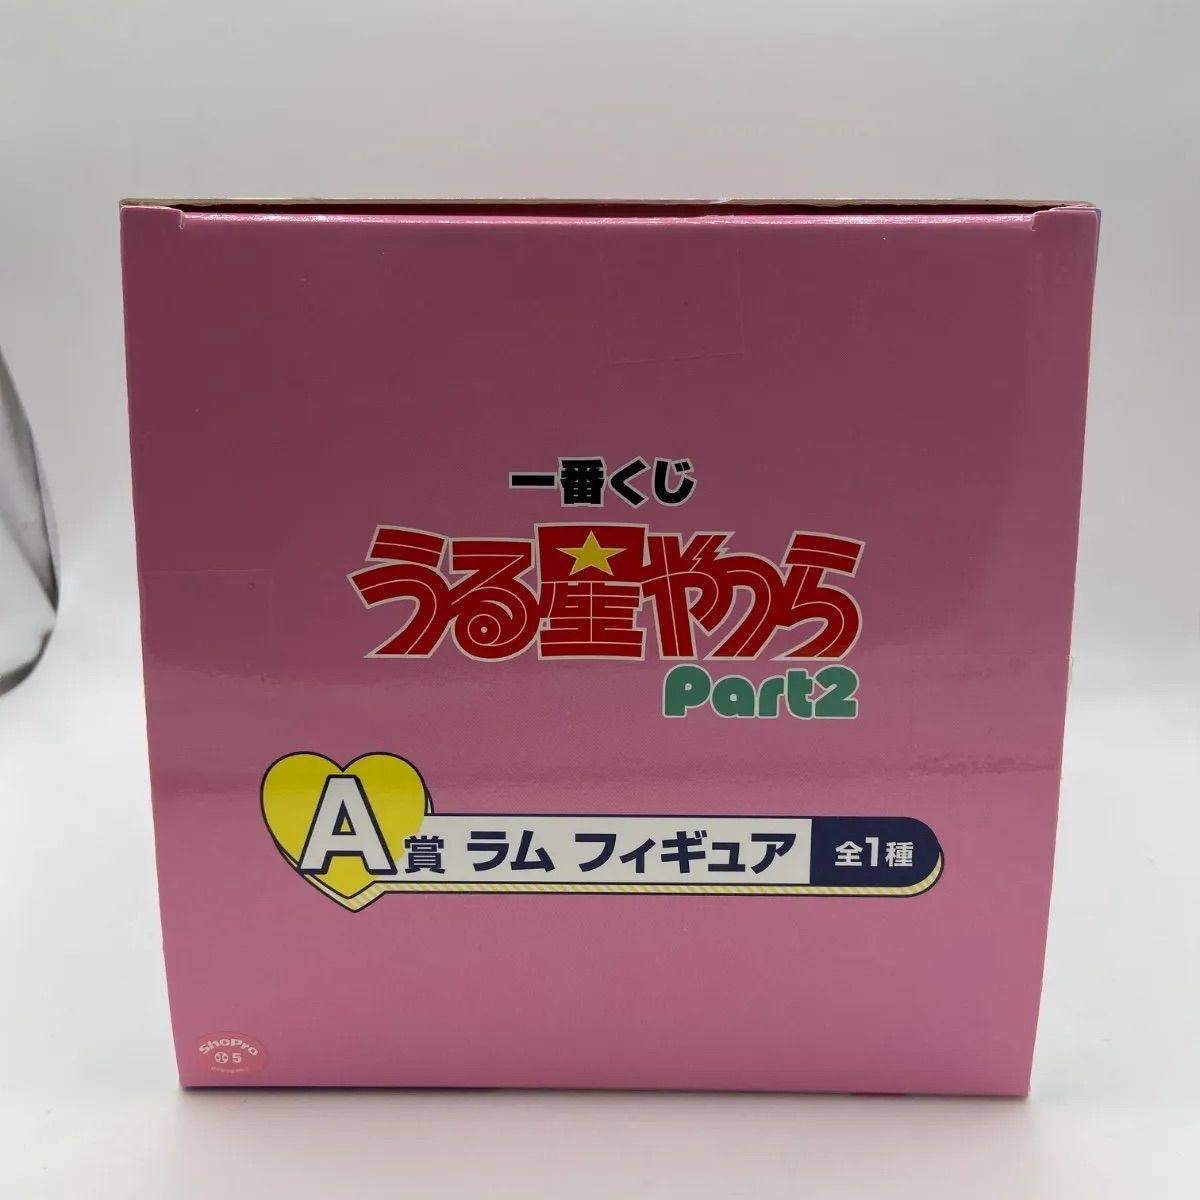 一番くじ
うる星やつら
Part2
A賞 ラム フィギュア 全1種
ShoPro
5